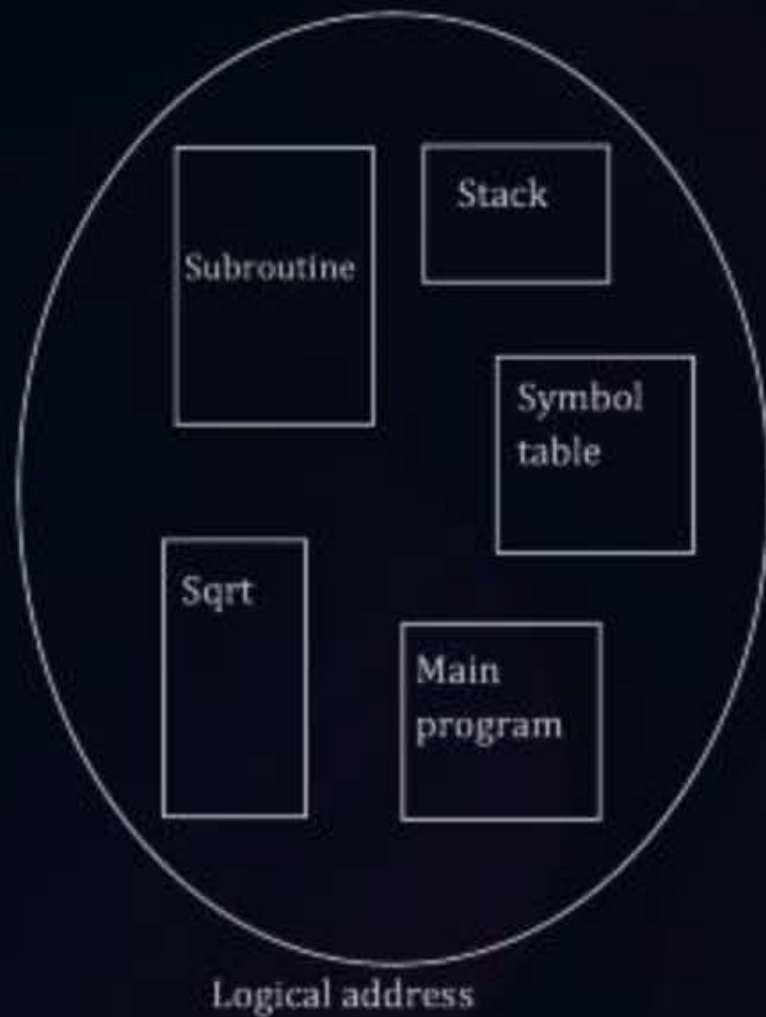 Subroutine
Stack
Symbol
table
Sqrt
Main
program
Logical address